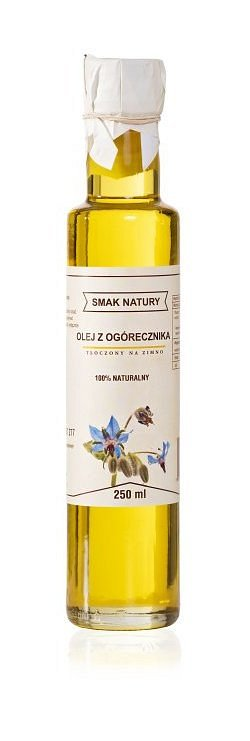 SMAK NATURY
OLEJ Z OGÓRECZNIKA
TŁOCZONY NA ZIMNO
100% NATURALNY
250 ml